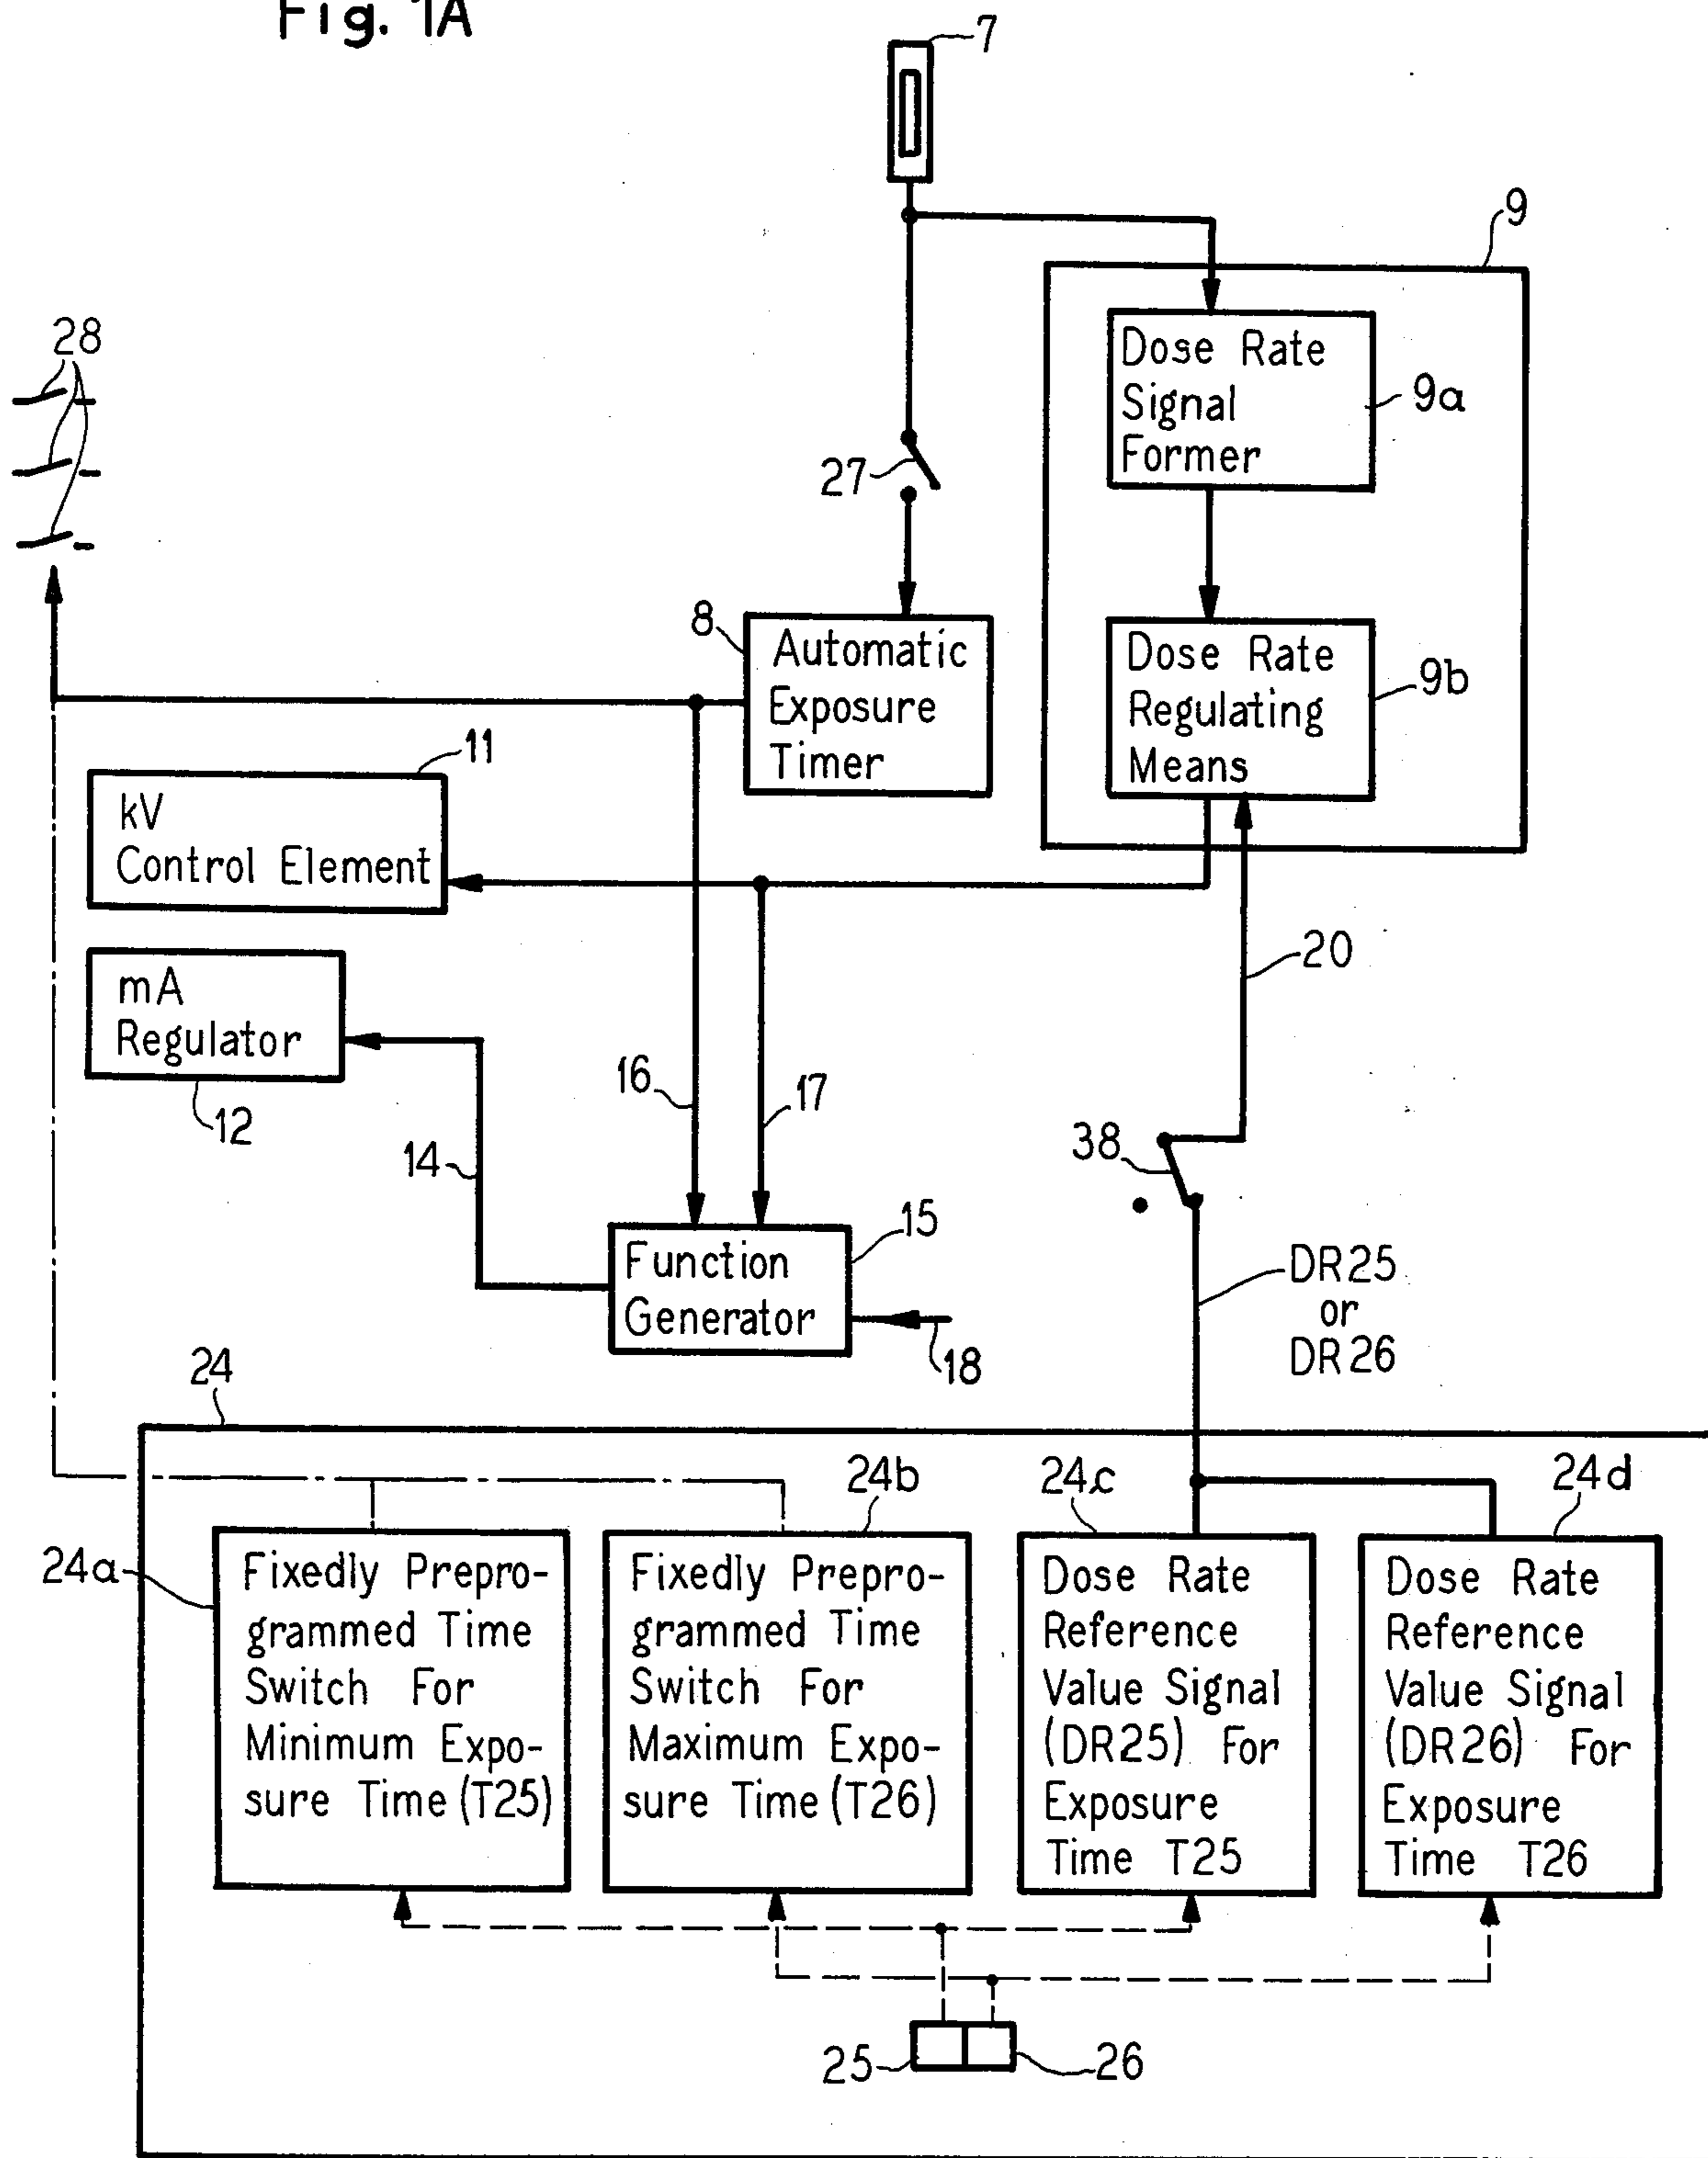 Fig. 1A
7
9
28
Dose Rate
Signal
Former
9a
27
8
Automatic
Exposure
Timer
Dose Rate
Regulating
Means
9b
11
kV
Control Element
20
mA
Regulator
12
16
17
14
38
15
Function
Generator
18
DR25
or
DR26
24
24b
24c
24d
24a
Fixedly Prepro-
grammed Time
Switch For
Minimum Expo-
sure Time (T25)
Fixedly Prepro-
grammed Time
Switch For
Maximum Expo-
sure Time (T26)
Dose Rate
Reference
Value Signal
(DR25) For
Exposure
Time T25
Dose Rate
Reference
Value Signal
(DR26) For
Exposure
Time T26
25
26